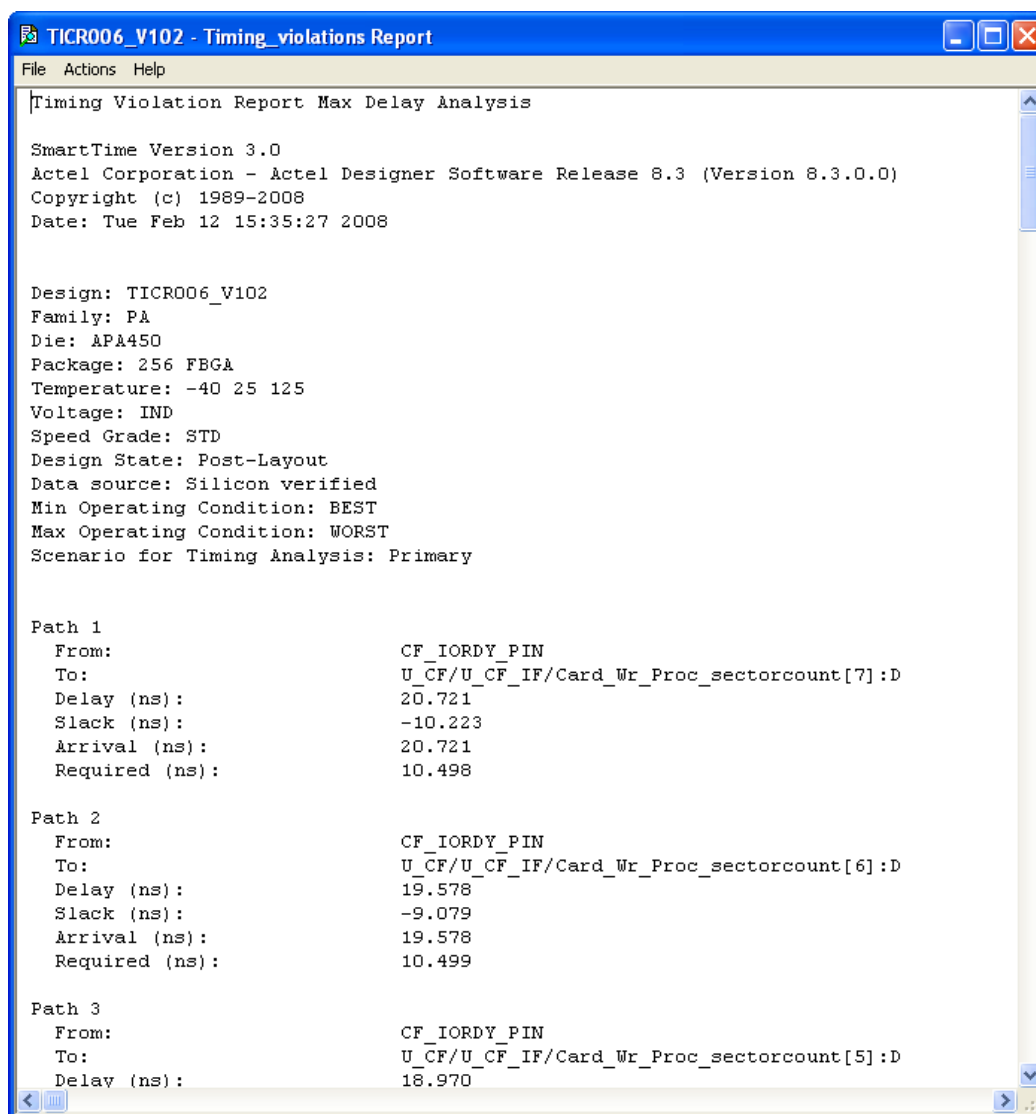 TICR006_V102 - Timing_violations Report
File Actions Help
Timing Violation Report Max Delay Analysis
SmartTime Version 3.0
Actel Corporation - Actel Designer Software Release 8.3 (Version 8.3.0.0)
Copyright (c) 1989-2008
Date: Tue Feb 12 15:35:27 2008
Design: TICR006_V102
Family: PA
Die: APA450
Package: 256 FBGA
Temperature: -40 25 125
Voltage: IND
Speed Grade: STD
Design State: Post-Layout
Data source: Silicon verified
Min Operating Condition: BEST
Max Operating Condition: WORST
Scenario for Timing Analysis: Primary
Path 1
From: CF_IORDY_PIN
To: U_CF/U_CF_IF/Card_Wr_Proc_sectorcount[7]:D
Delay (ns): 20.721
Slack (ns): -10.223
Arrival (ns): 20.721
Required (ns): 10.498
Path 2
From: CF_IORDY_PIN
To: U_CF/U_CF_IF/Card_Wr_Proc_sectorcount[6]:D
Delay (ns): 19.578
Slack (ns): -9.079
Arrival (ns): 19.578
Required (ns): 10.499
Path 3
From: CF_IORDY_PIN
To: U_CF/U_CF_IF/Card_Wr_Proc_sectorcount[5]:D
Delay (ns): 18.970